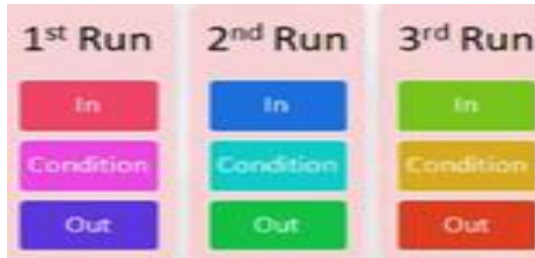 1st Run 2nd Run 3rd Run
In In In
Condition Condition Condition
Out Out Out